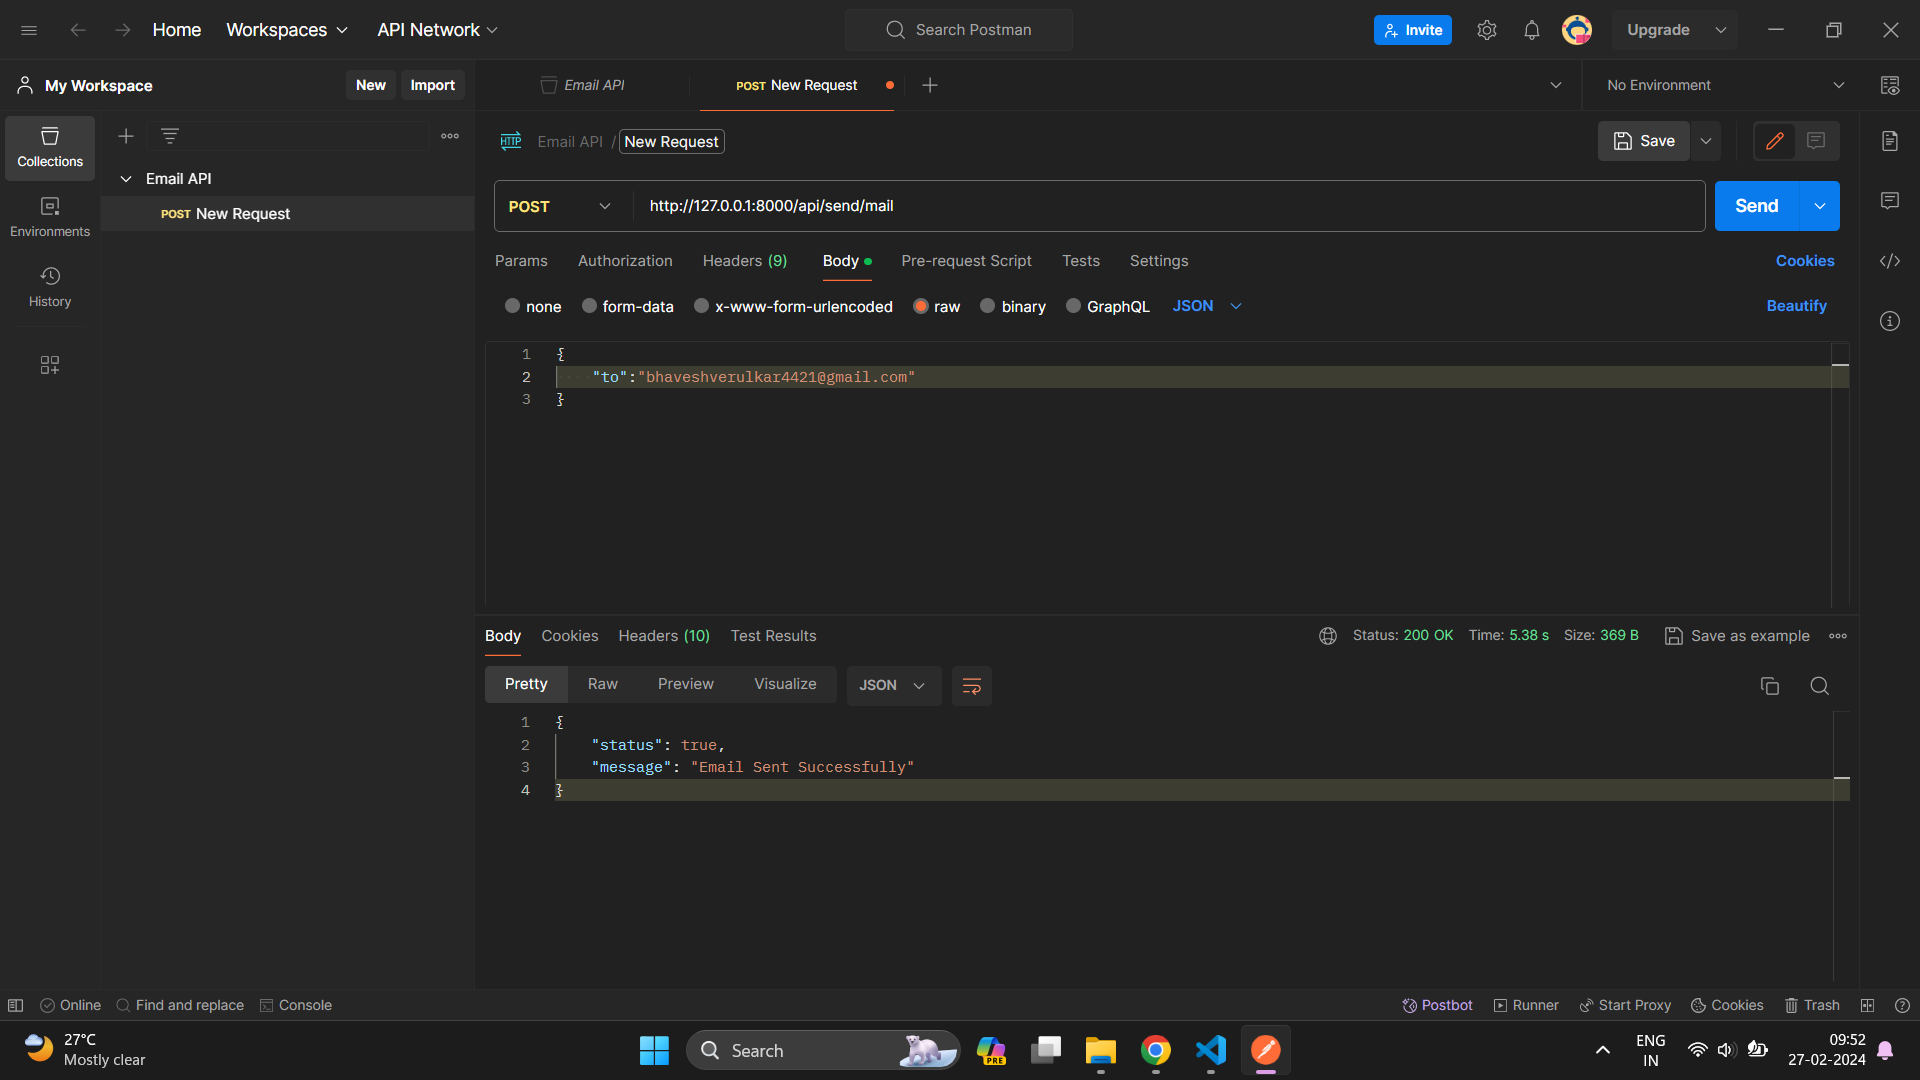 Home Workspaces API Network Search Postman Invite Upgrade
My Workspace New Import Email API POST New Request No Environment
Collections
Email API / New Request Save
HTTP
Email API
POST New Request
POST http://127.0.0.1:8000/api/send/mail Send
Environments
Params Authorization Headers (9) Body Pre-request Script Tests Settings Cookies
History
none form-data x-www-form-urlencoded raw binary GraphQL JSON Beautify
1 {
2 "to":"bhaveshverulkar4421@gmail.com"
3 }
Body Cookies Headers (10) Test Results Status: 200 OK Time: 5.38 s Size: 369 B Save as example
Pretty Raw Preview Visualize JSON
1 {
2 "status": true,
3 "message": "Email Sent Successfully"
4 }
Online Find and replace Console Postbot Runner Start Proxy Cookies Trash
27°C
Mostly clear
Search
PRE
ENG
IN
09:52
27-02-2024